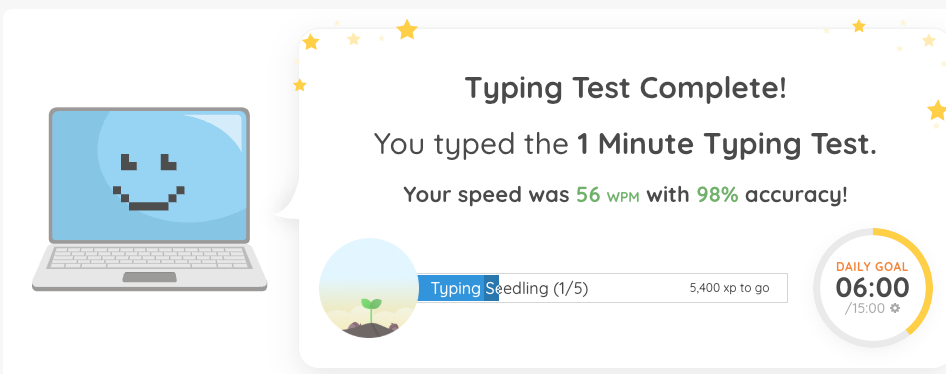 Typing Test Complete!
You typed the 1 Minute Typing Test.
Your speed was 56 WPM with 98% accuracy!
Typing Seedling (1/5) 5,400 xp to go
DAILY GOAL
06:00
/15:00